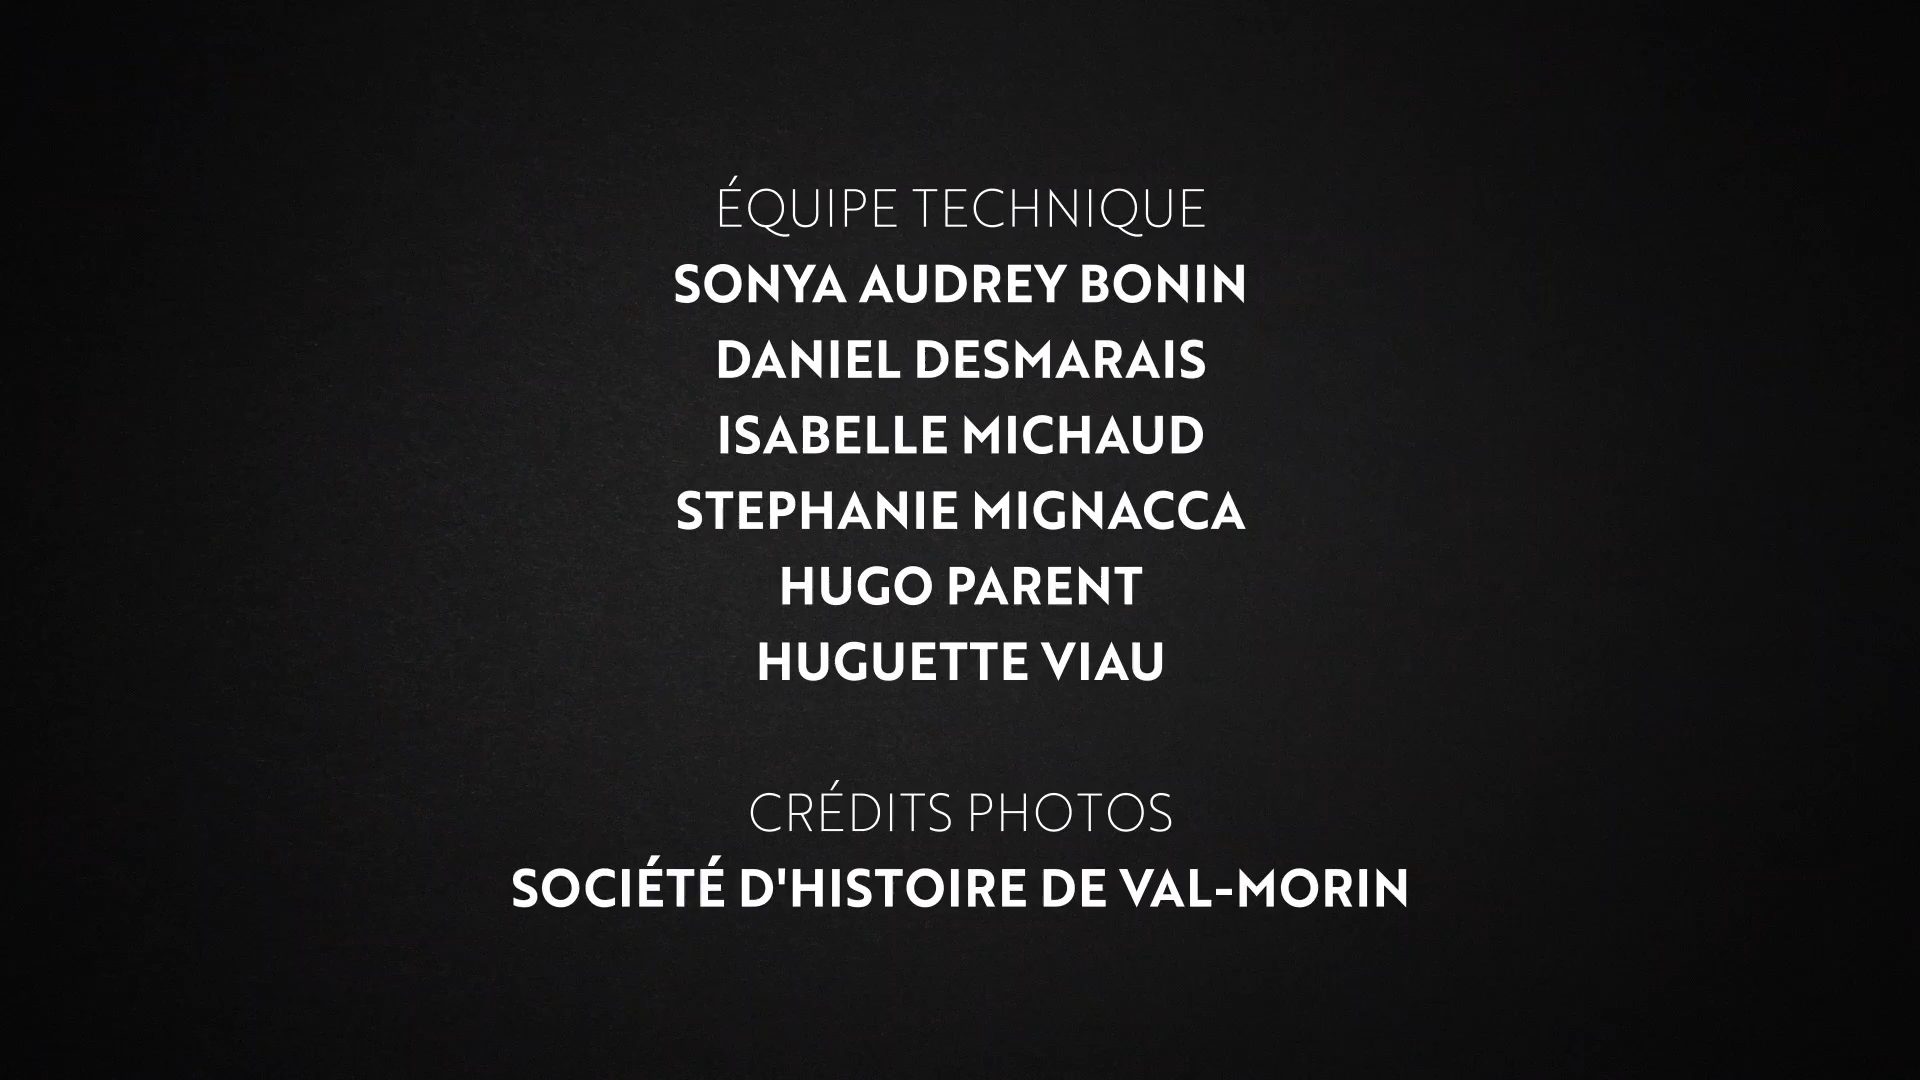 ÉQUIPE TECHNIQUE
SONYA AUDREY BONIN
DANIEL DESMARAIS
ISABELLE MICHAUD
STEPHANIE MIGNACCA
HUGO PARENT
HUGUETTE VIAU
CRÉDITS PHOTOS
SOCIÉTÉ D'HISTOIRE DE VAL-MORIN